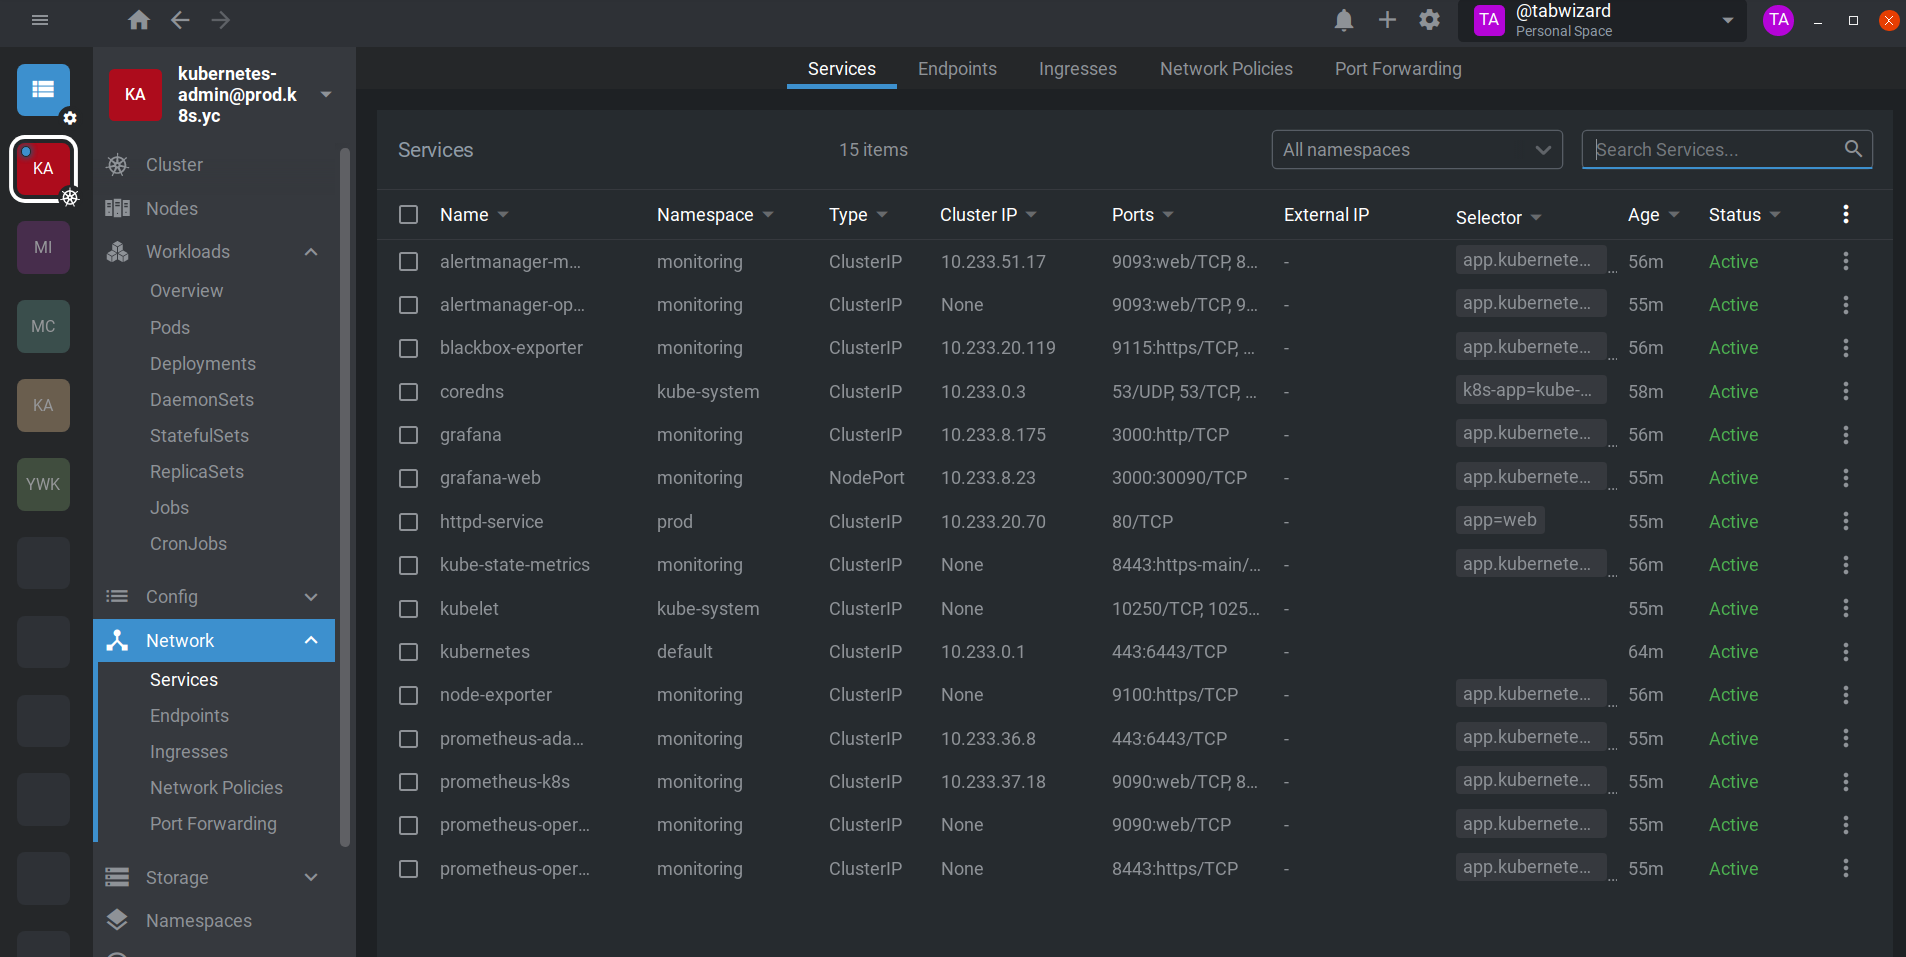 TA @tabwizard TA
Personal Space
kubernetes-
admin@prod.k
8s.yc
KA
KA
MI
MC
KA
YWK
Cluster
Nodes
Workloads
Overview
Pods
Deployments
DaemonSets
StatefulSets
ReplicaSets
Jobs
CronJobs
Config
Network
Services
Endpoints
Ingresses
Network Policies
Port Forwarding
Storage
Namespaces
Services Endpoints Ingresses Network Policies Port Forwarding
Services 15 items All namespaces Search Services...
Name Namespace Type Cluster IP Ports External IP Selector Age Status
alertmanager-m... monitoring ClusterIP 10.233.51.17 9093:web/TCP, 8... - app.kubernete... ... 56m Active
alertmanager-op... monitoring ClusterIP None 9093:web/TCP, 9... - app.kubernete... ... 55m Active
blackbox-exporter monitoring ClusterIP 10.233.20.119 9115:https/TCP, ... - app.kubernete... ... 56m Active
coredns kube-system ClusterIP 10.233.0.3 53/UDP, 53/TCP, ... - k8s-app=kube-... 58m Active
grafana monitoring ClusterIP 10.233.8.175 3000:http/TCP - app.kubernete... ... 56m Active
grafana-web monitoring NodePort 10.233.8.23 3000:30090/TCP - app.kubernete... ... 55m Active
httpd-service prod ClusterIP 10.233.20.70 80/TCP - app=web 55m Active
kube-state-metrics monitoring ClusterIP None 8443:https-main/... - app.kubernete... ... 56m Active
kubelet kube-system ClusterIP None 10250/TCP, 1025... - 55m Active
kubernetes default ClusterIP 10.233.0.1 443:6443/TCP - 64m Active
node-exporter monitoring ClusterIP None 9100:https/TCP - app.kubernete... ... 56m Active
prometheus-ada... monitoring ClusterIP 10.233.36.8 443:6443/TCP - app.kubernete... ... 55m Active
prometheus-k8s monitoring ClusterIP 10.233.37.18 9090:web/TCP, 8... - app.kubernete... ... 55m Active
prometheus-oper... monitoring ClusterIP None 9090:web/TCP - app.kubernete... ... 55m Active
prometheus-oper... monitoring ClusterIP None 8443:https/TCP - app.kubernete... ... 55m Active